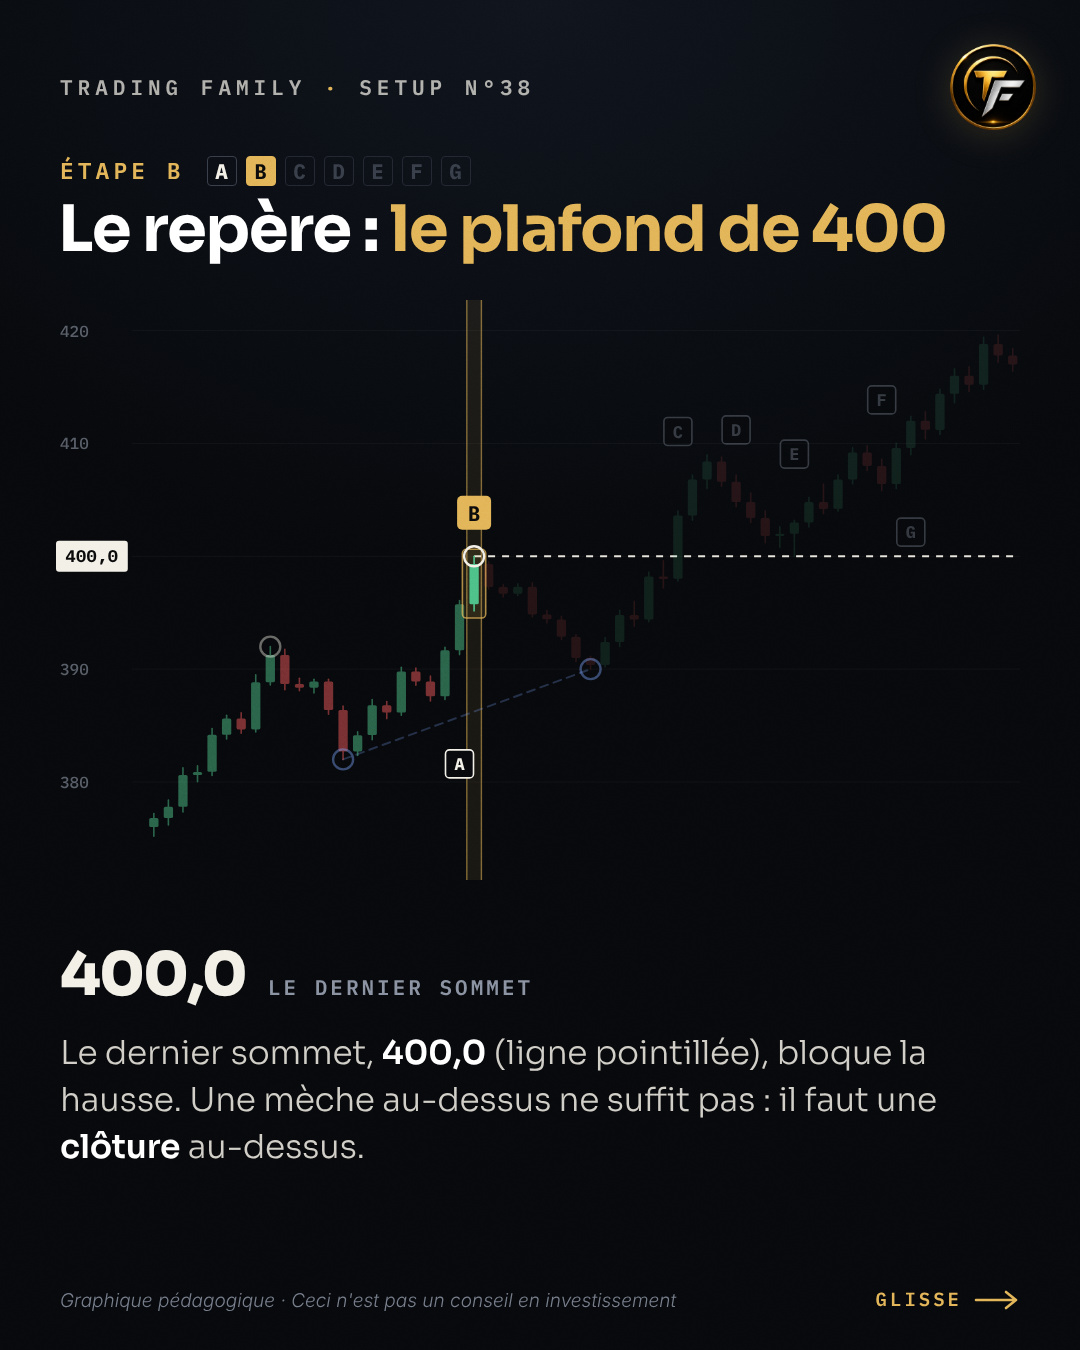 TRADING FAMILY · SETUP N°38
TF
ÉTAPE B A B C D E F G
Le repère : le plafond de 400
420
410
400,0
390
380
B
A
C
D
E
F
G
400,0 LE DERNIER SOMMET
Le dernier sommet, 400,0 (ligne pointillée), bloque la
hausse. Une mèche au-dessus ne suffit pas : il faut une
clôture au-dessus.
Graphique pédagogique · Ceci n'est pas un conseil en investissement
GLISSE →